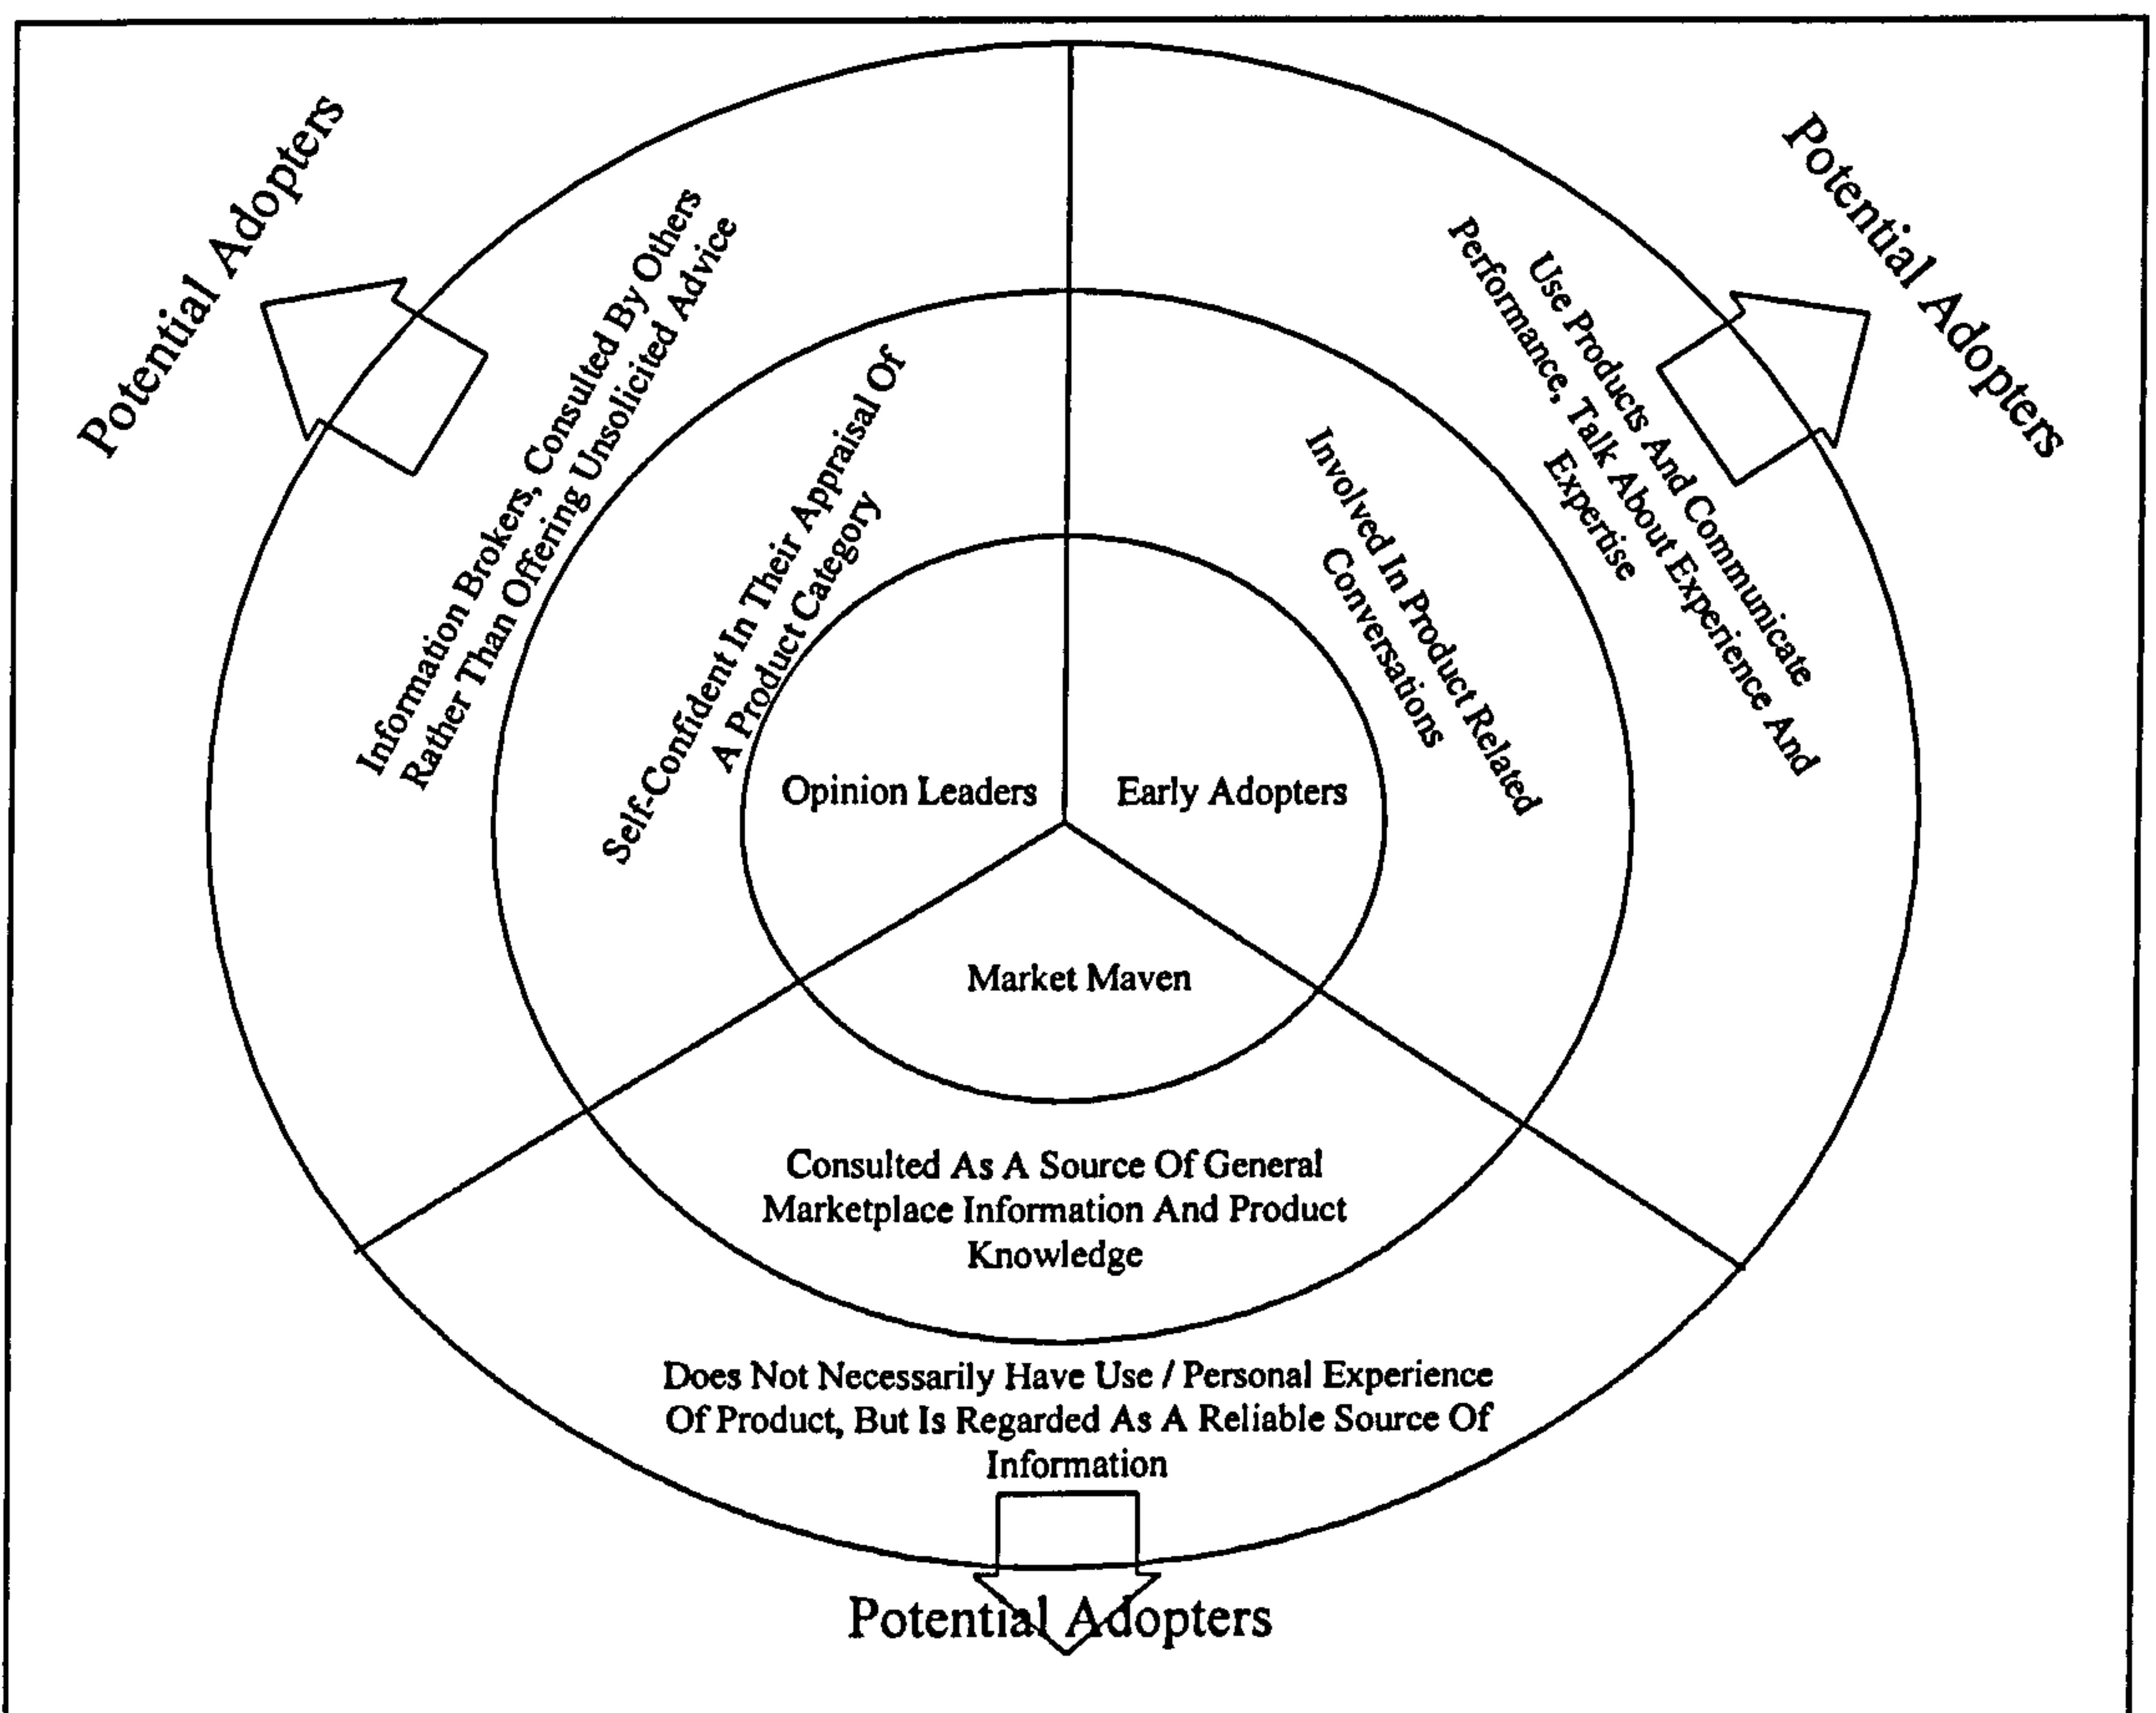 Potential Adopters
Potential Adopters
Information Brokers, Consulted By Others
Rather Than Offering Unsolicited Advice
Self-Confident In Their Appraisal Of
A Product Category
Use Products And Communicate
Performance, Talk About Experience And
Expertise
Involved In Product Related
Conversations
Opinion Leaders
Early Adopters
Market Maven
Consulted As A Source Of General
Marketplace Information And Product
Knowledge
Does Not Necessarily Have Use / Personal Experience
Of Product, But Is Regarded As A Reliable Source Of
Information
Potential Adopters